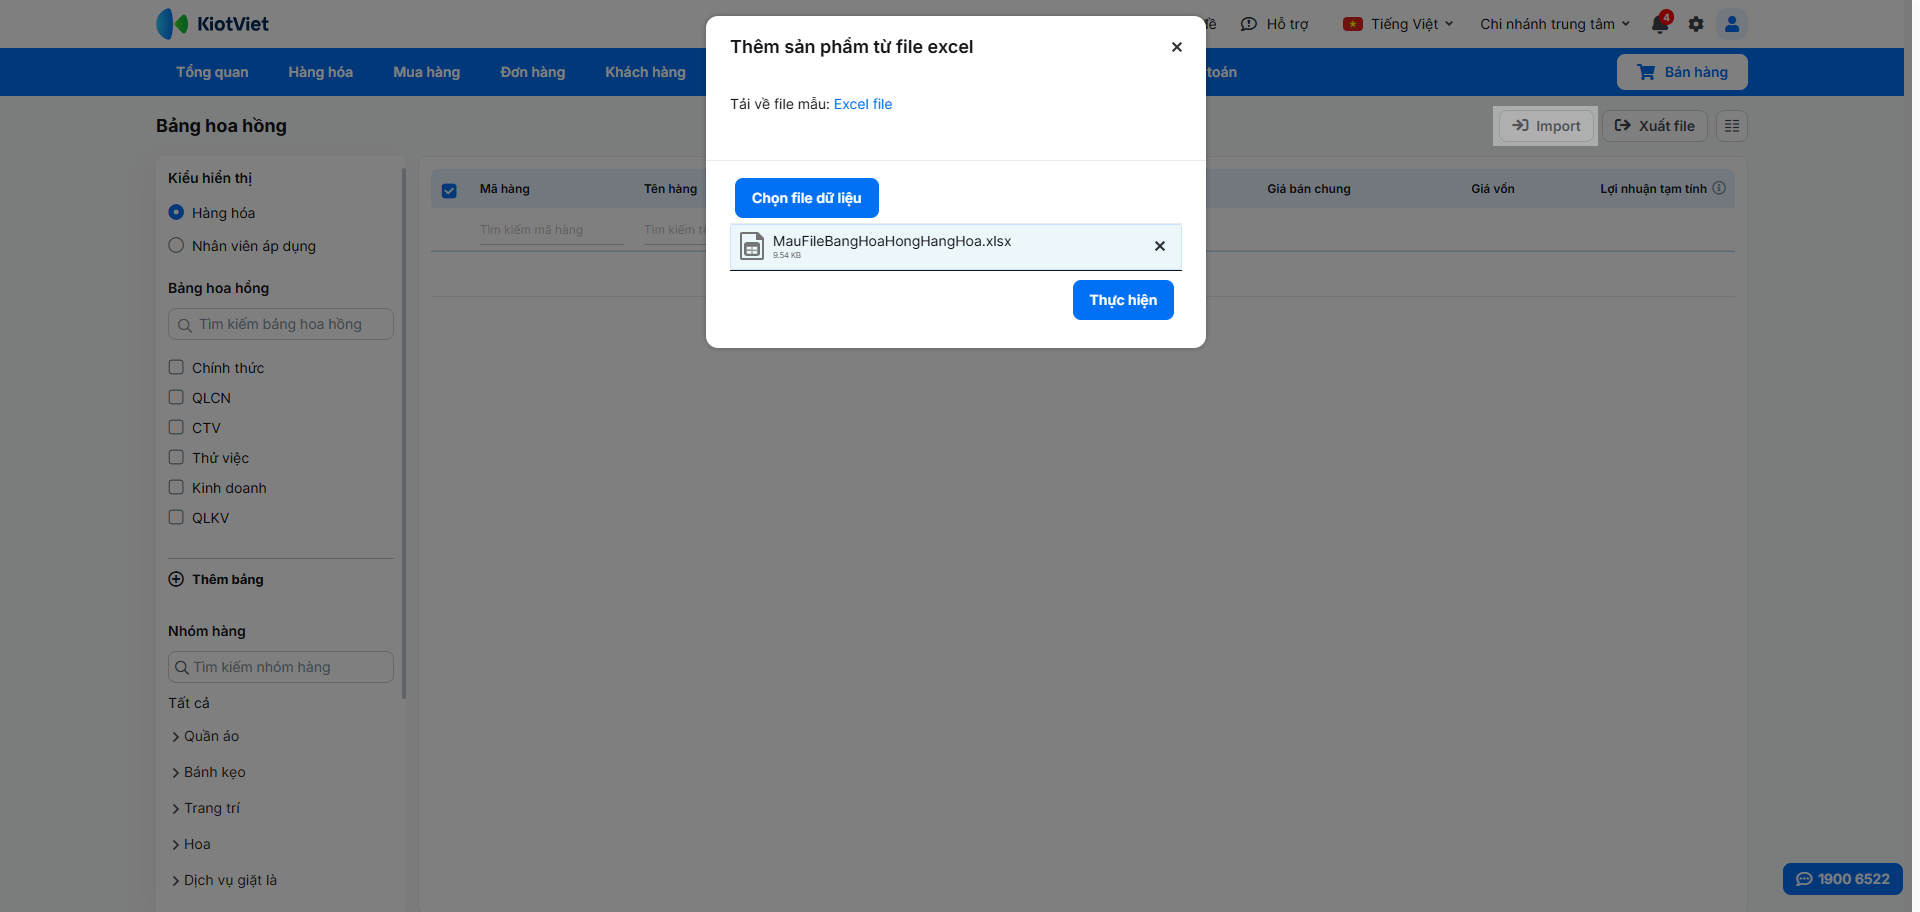 KiotViet
Hỗ trợ
Tiếng Việt
Chi nhánh trung tâm
4
Tổng quan
Hàng hóa
Mua hàng
Đơn hàng
Khách hàng
toán
Bán hàng
Bảng hoa hồng
Import
Xuất file
Thêm sản phẩm từ file excel
Tải về file mẫu: Excel file
Chọn file dữ liệu
MauFileBangHoaHongHangHoa.xlsx
9.54 KB
Thực hiện
Kiểu hiển thị
Hàng hóa
Nhân viên áp dụng
Bảng hoa hồng
Tìm kiếm bảng hoa hồng
Chính thức
QLCN
CTV
Thử việc
Kinh doanh
QLKV
Thêm bảng
Nhóm hàng
Tìm kiếm nhóm hàng
Tất cả
Quần áo
Bánh kẹo
Trang trí
Hoa
Dịch vụ giặt là
Mã hàng
Tên hàng
Giá bán chung
Giá vốn
Lợi nhuận tạm tính
Tìm kiếm mã hàng
Tìm kiếm
1900 6522